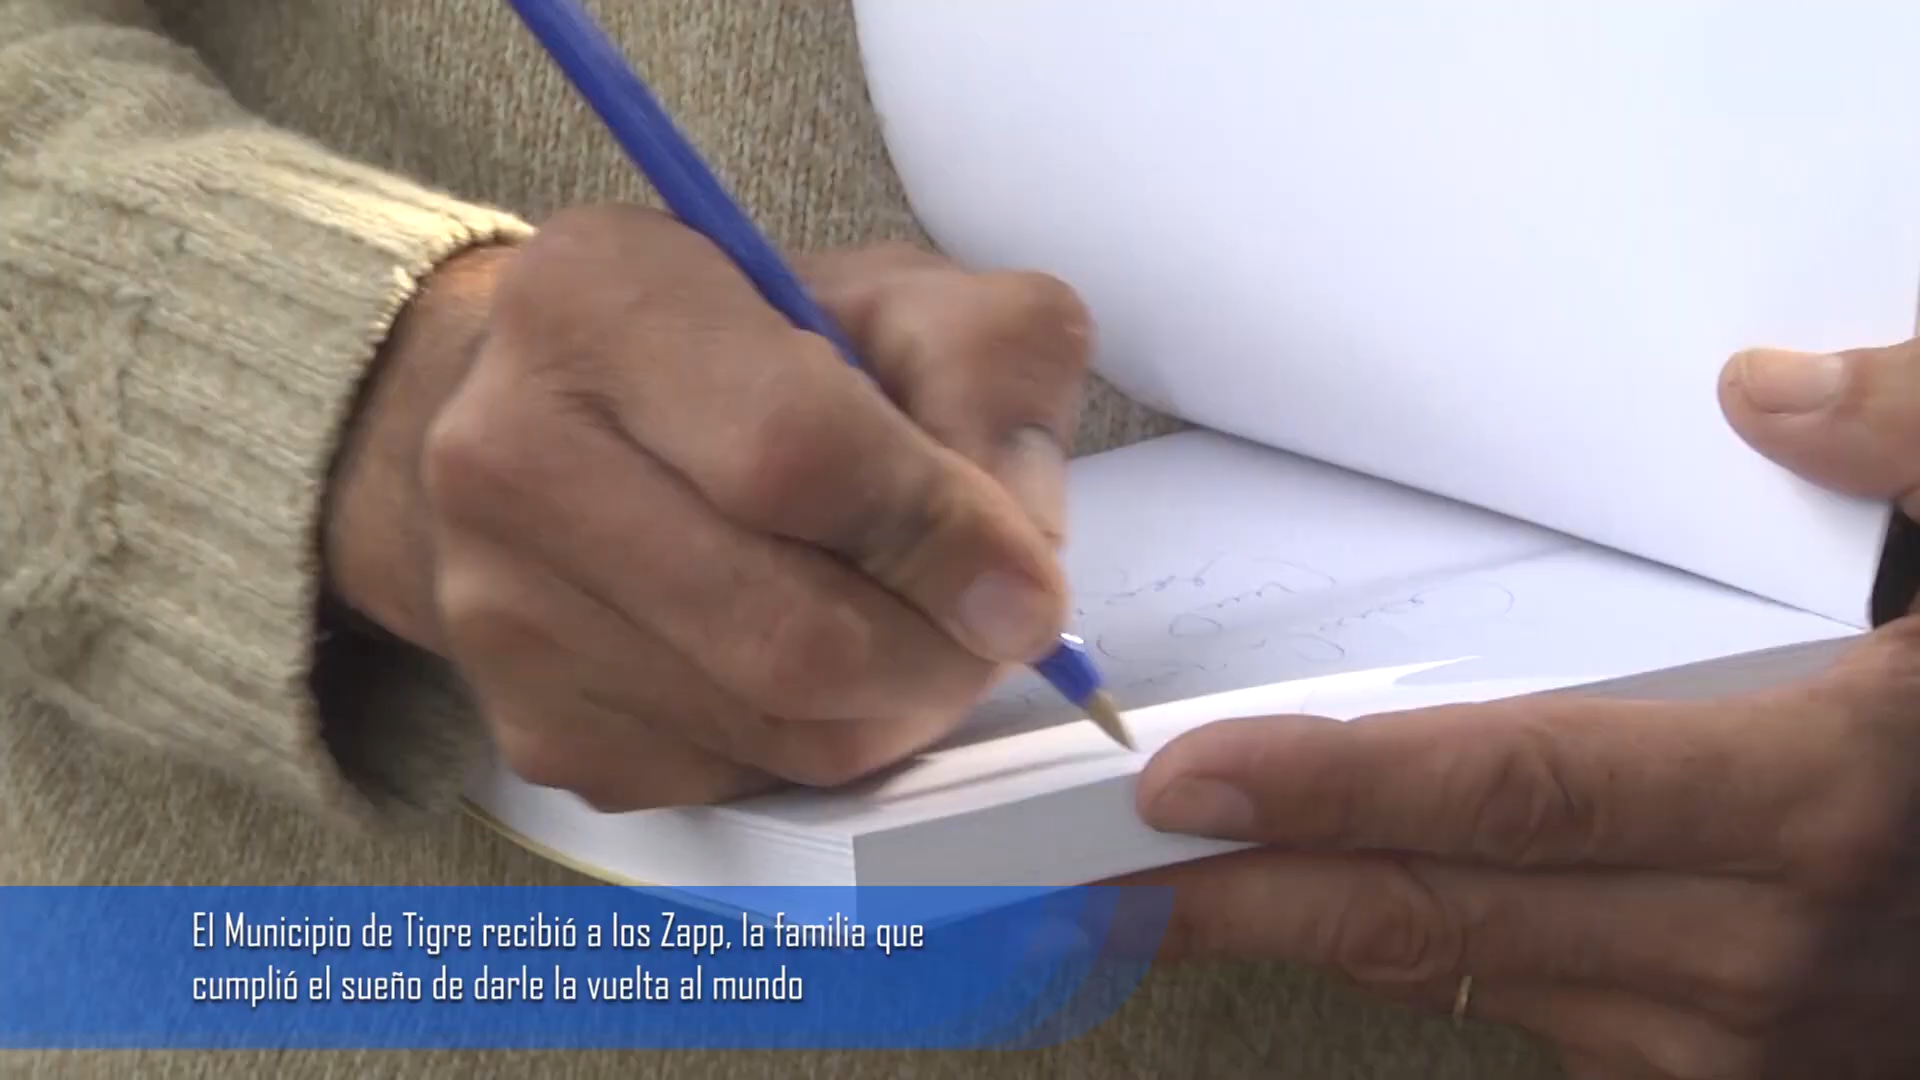 El Municipio de Tigre recibió a los Zapp, la familia que
cumplió el sueño de darle la vuelta al mundo